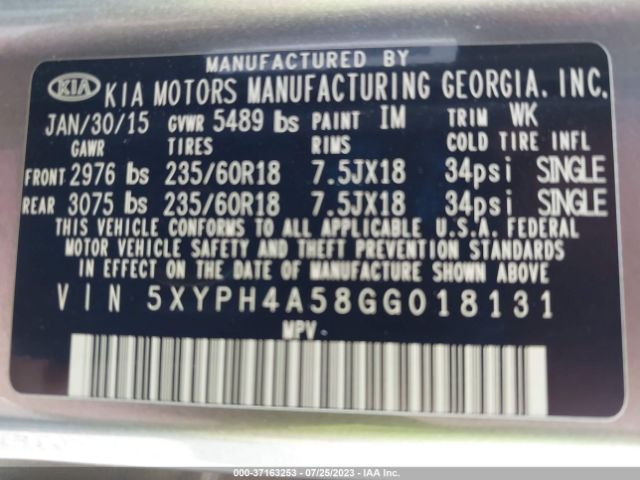 MANUFACTURED BY
KIA KIA MOTORS MANUFACTURING GEORGIA. INC.
JAN/30/15 GVWR 5489 lbs PAINT IM TRIM WK
GAWR TIRES RIMS COLD TIRE INFL
FRONT 2976 lbs 235/60R18 7.5JX18 34psi SINGLE
REAR 3075 lbs 235/60R18 7.5JX18 34psi SINGLE
THIS VEHICLE CONFORMS TO ALL APPLICABLE U.S.A. FEDERAL
MOTOR VEHICLE SAFETY AND THEFT PREVENTION STANDARDS
IN EFFECT ON THE DATE OF MANUFACTURE SHOWN ABOVE.
VIN 5XYPH4A58GG018131
MPV
000-37163253 - 07/25/2023 - IAA Inc.